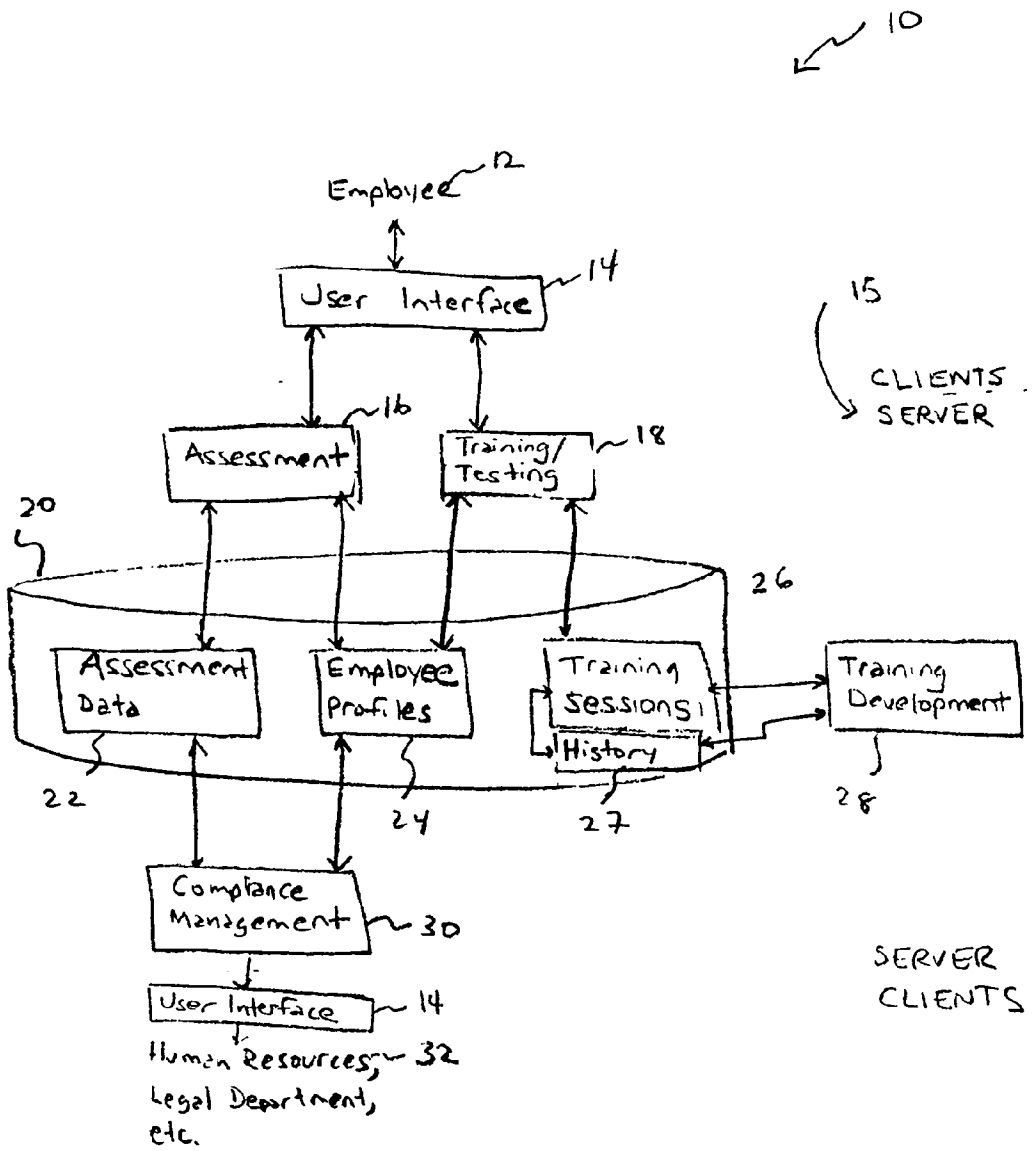 10
12
Employee
14
User Interface
15
CLIENTS
SERVER
16
Assessment
18
Training/
Testing
20
26
Assessment
Data
Employee
Profiles
Training
Sessions
History
Training
Development
22
24
27
28
Compliance
Management
30
SERVER
CLIENTS
User Interface
14
Human Resources,
32
Legal Department,
etc.